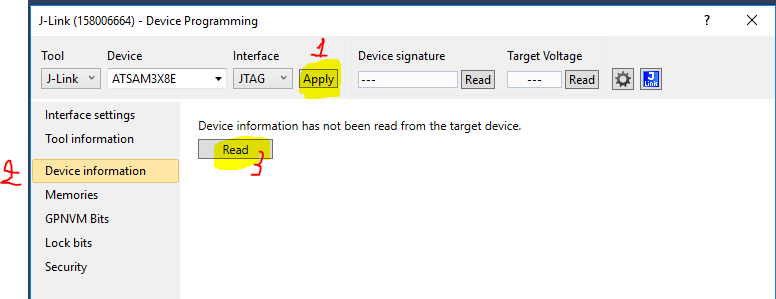 J-Link (158006664) - Device Programming
1
Tool Device Interface Device signature Target Voltage
J-Link ATSAM3X8E JTAG Apply --- Read --- Read J Link
Interface settings
Tool information
Device information has not been read from the target device.
Read
3
2 Device information
Memories
GPNVM Bits
Lock bits
Security